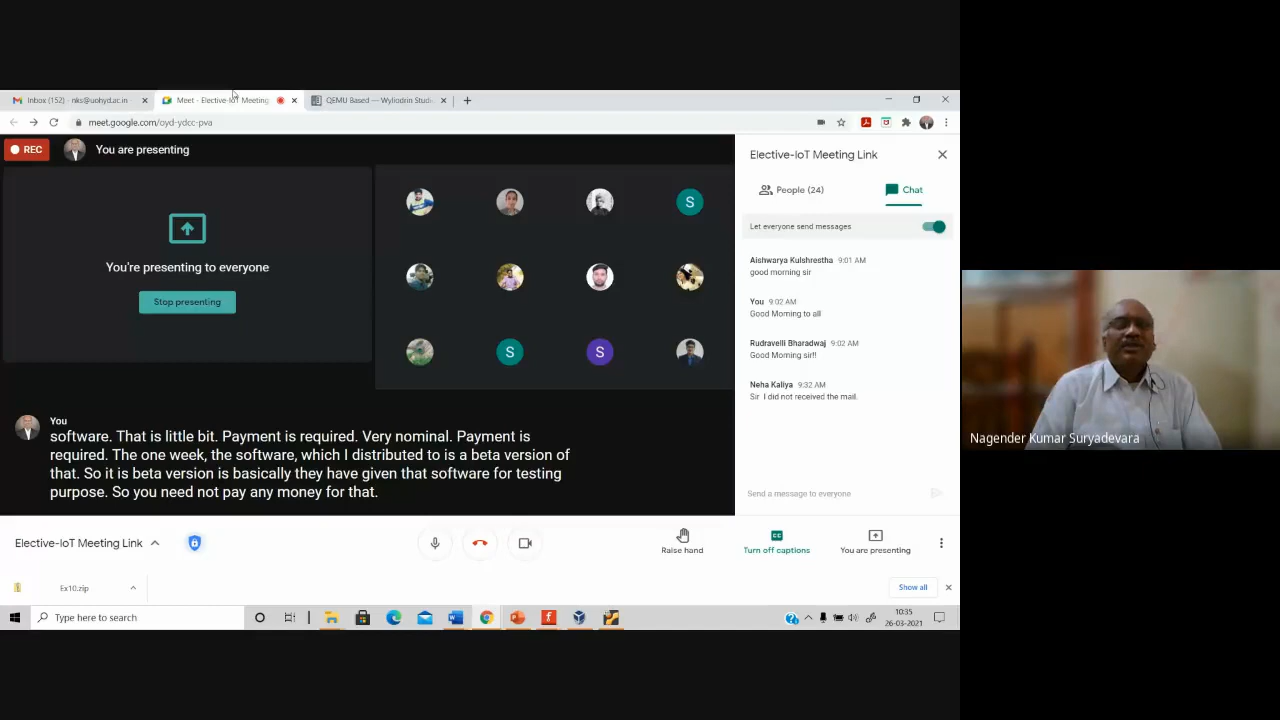 Inbox (152) - nks@uohyd.ac.in
Meet - Elective-IoT Meeting
QEMU Based — Wyliodrin Studi
meet.google.com/oyd-ydcc-pva
REC
You are presenting
Elective-IoT Meeting Link
People (24)
Chat
Let everyone send messages
S
You're presenting to everyone
Stop presenting
Aishwarya Kulshrestha 9:01 AM
good morning sir
You 9:02 AM
Good Morning to all
Rudravelli Bharadwaj 9:02 AM
Good Morning sir!!
S
S
Neha Kaliya 9:32 AM
Sir I did not received the mail.
You
software. That is little bit. Payment is required. Very nominal. Payment is
required. The one week, the software, which I distributed to is a beta version of
that. So it is beta version is basically they have given that software for testing
purpose. So you need not pay any money for that.
Send a message to everyone
Nagender Kumar Suryadevara
Elective-IoT Meeting Link
Raise hand
CC
Turn off captions
You are presenting
Ex10.zip
Show all
Type here to search
10:35
26-03-2021